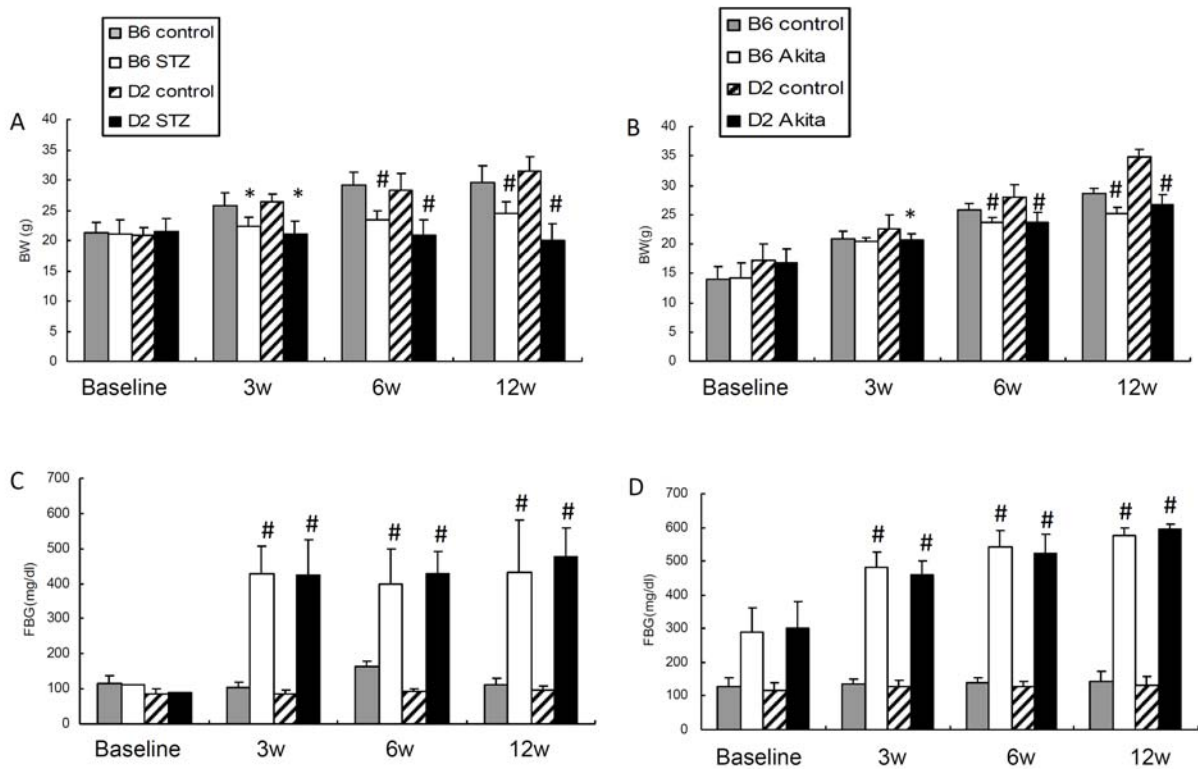 B6 control
B6 STZ
D2 control
D2 STZ
A
40
35
30
25
20
15
10
5
0
BW (g)
* * # # # #
Baseline 3w 6w 12w
B6 control
B6 Akita
D2 control
D2 Akita
B
40
35
30
25
20
15
10
5
0
BW(g)
* # # # #
Baseline 3w 6w 12w
C
700
600
500
400
300
200
100
0
FBG(mg/dl)
# # # # # #
Baseline 3w 6w 12w
D
700
600
500
400
300
200
100
0
FBG(mg/dl)
# # # # # #
Baseline 3w 6w 12w